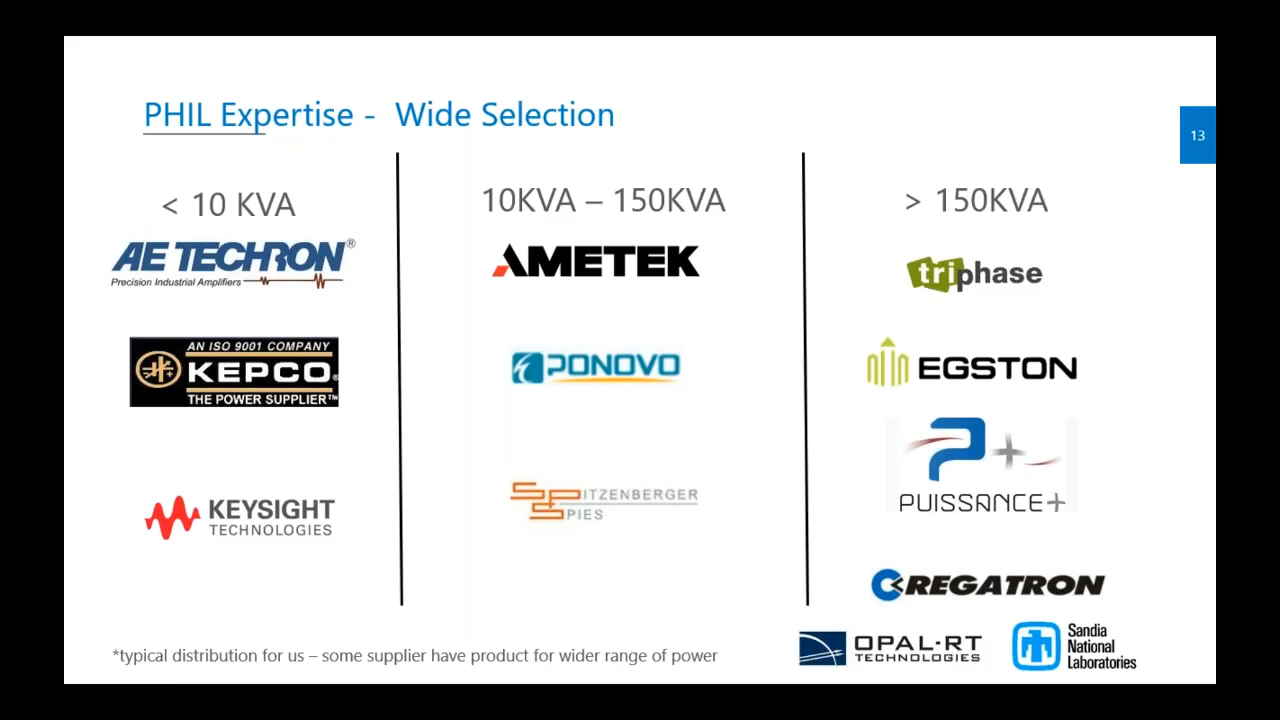 PHIL Expertise - Wide Selection
13
< 10 KVA
AE TECHRON®
Precision Industrial Amplifiers
AN ISO 9001 COMPANY
KEPCO®
THE POWER SUPPLIER™
KEYSIGHT
TECHNOLOGIES
10KVA – 150KVA
AMETEK
PONOVO
SPITZENBERGER
SPIES
> 150KVA
triphase
EGSTON
P+
PUISSANCE+
REGATRON
*typical distribution for us – some supplier have product for wider range of power
OPAL-RT
TECHNOLOGIES
Sandia
National
Laboratories